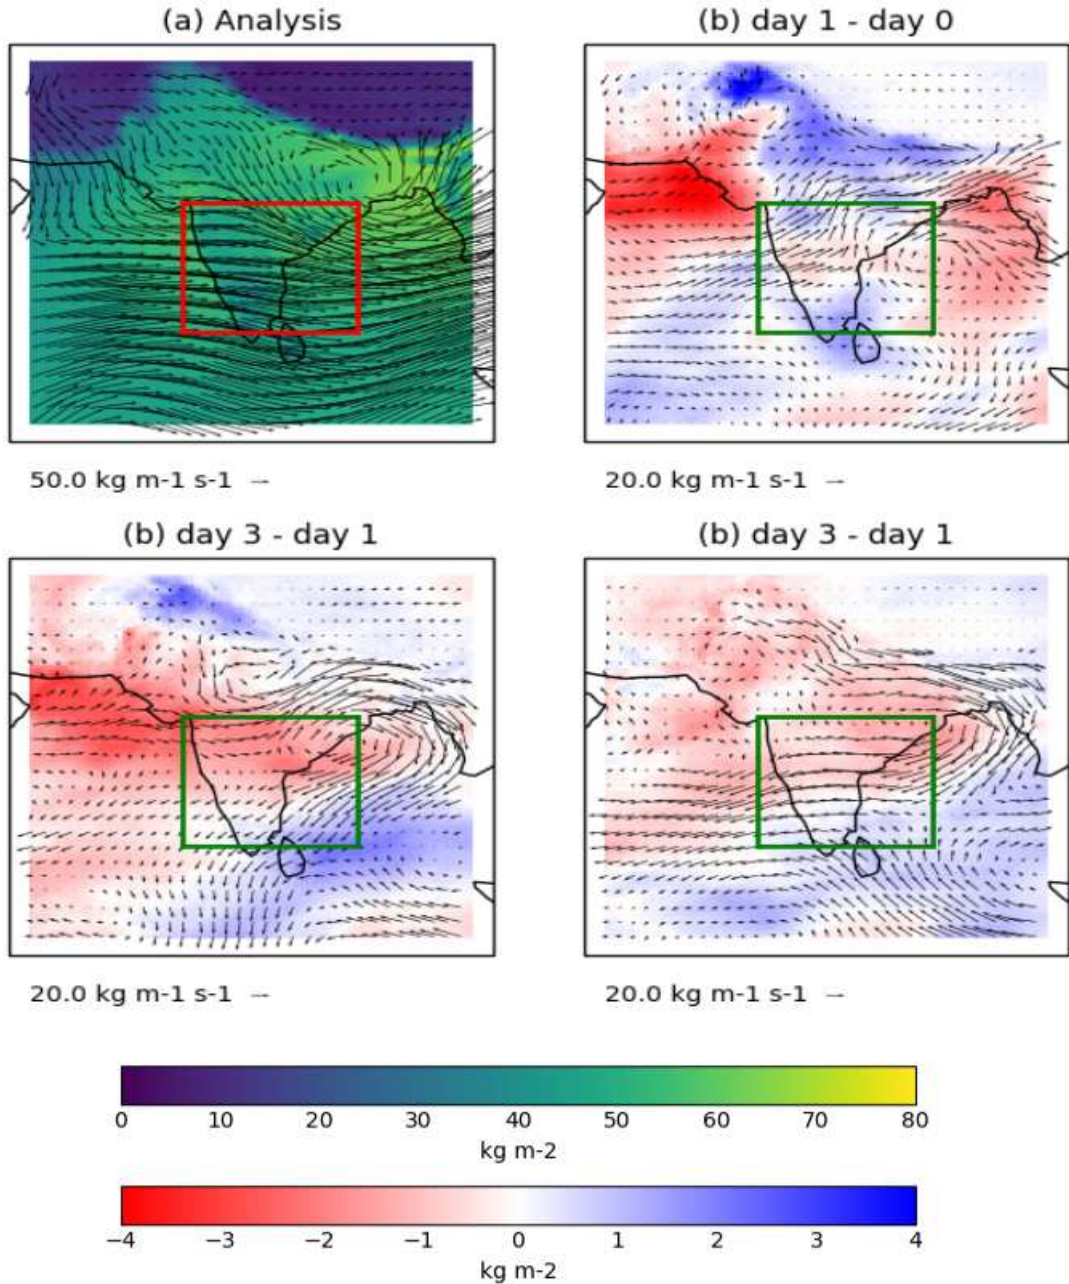 (a) Analysis
(b) day 1 - day 0
50.0 kg m-1 s-1
20.0 kg m-1 s-1
(b) day 3 - day 1
(b) day 3 - day 1
20.0 kg m-1 s-1
20.0 kg m-1 s-1
0 10 20 30 40 50 60 70 80
kg m-2
−4 −3 −2 −1 0 1 2 3 4
kg m-2